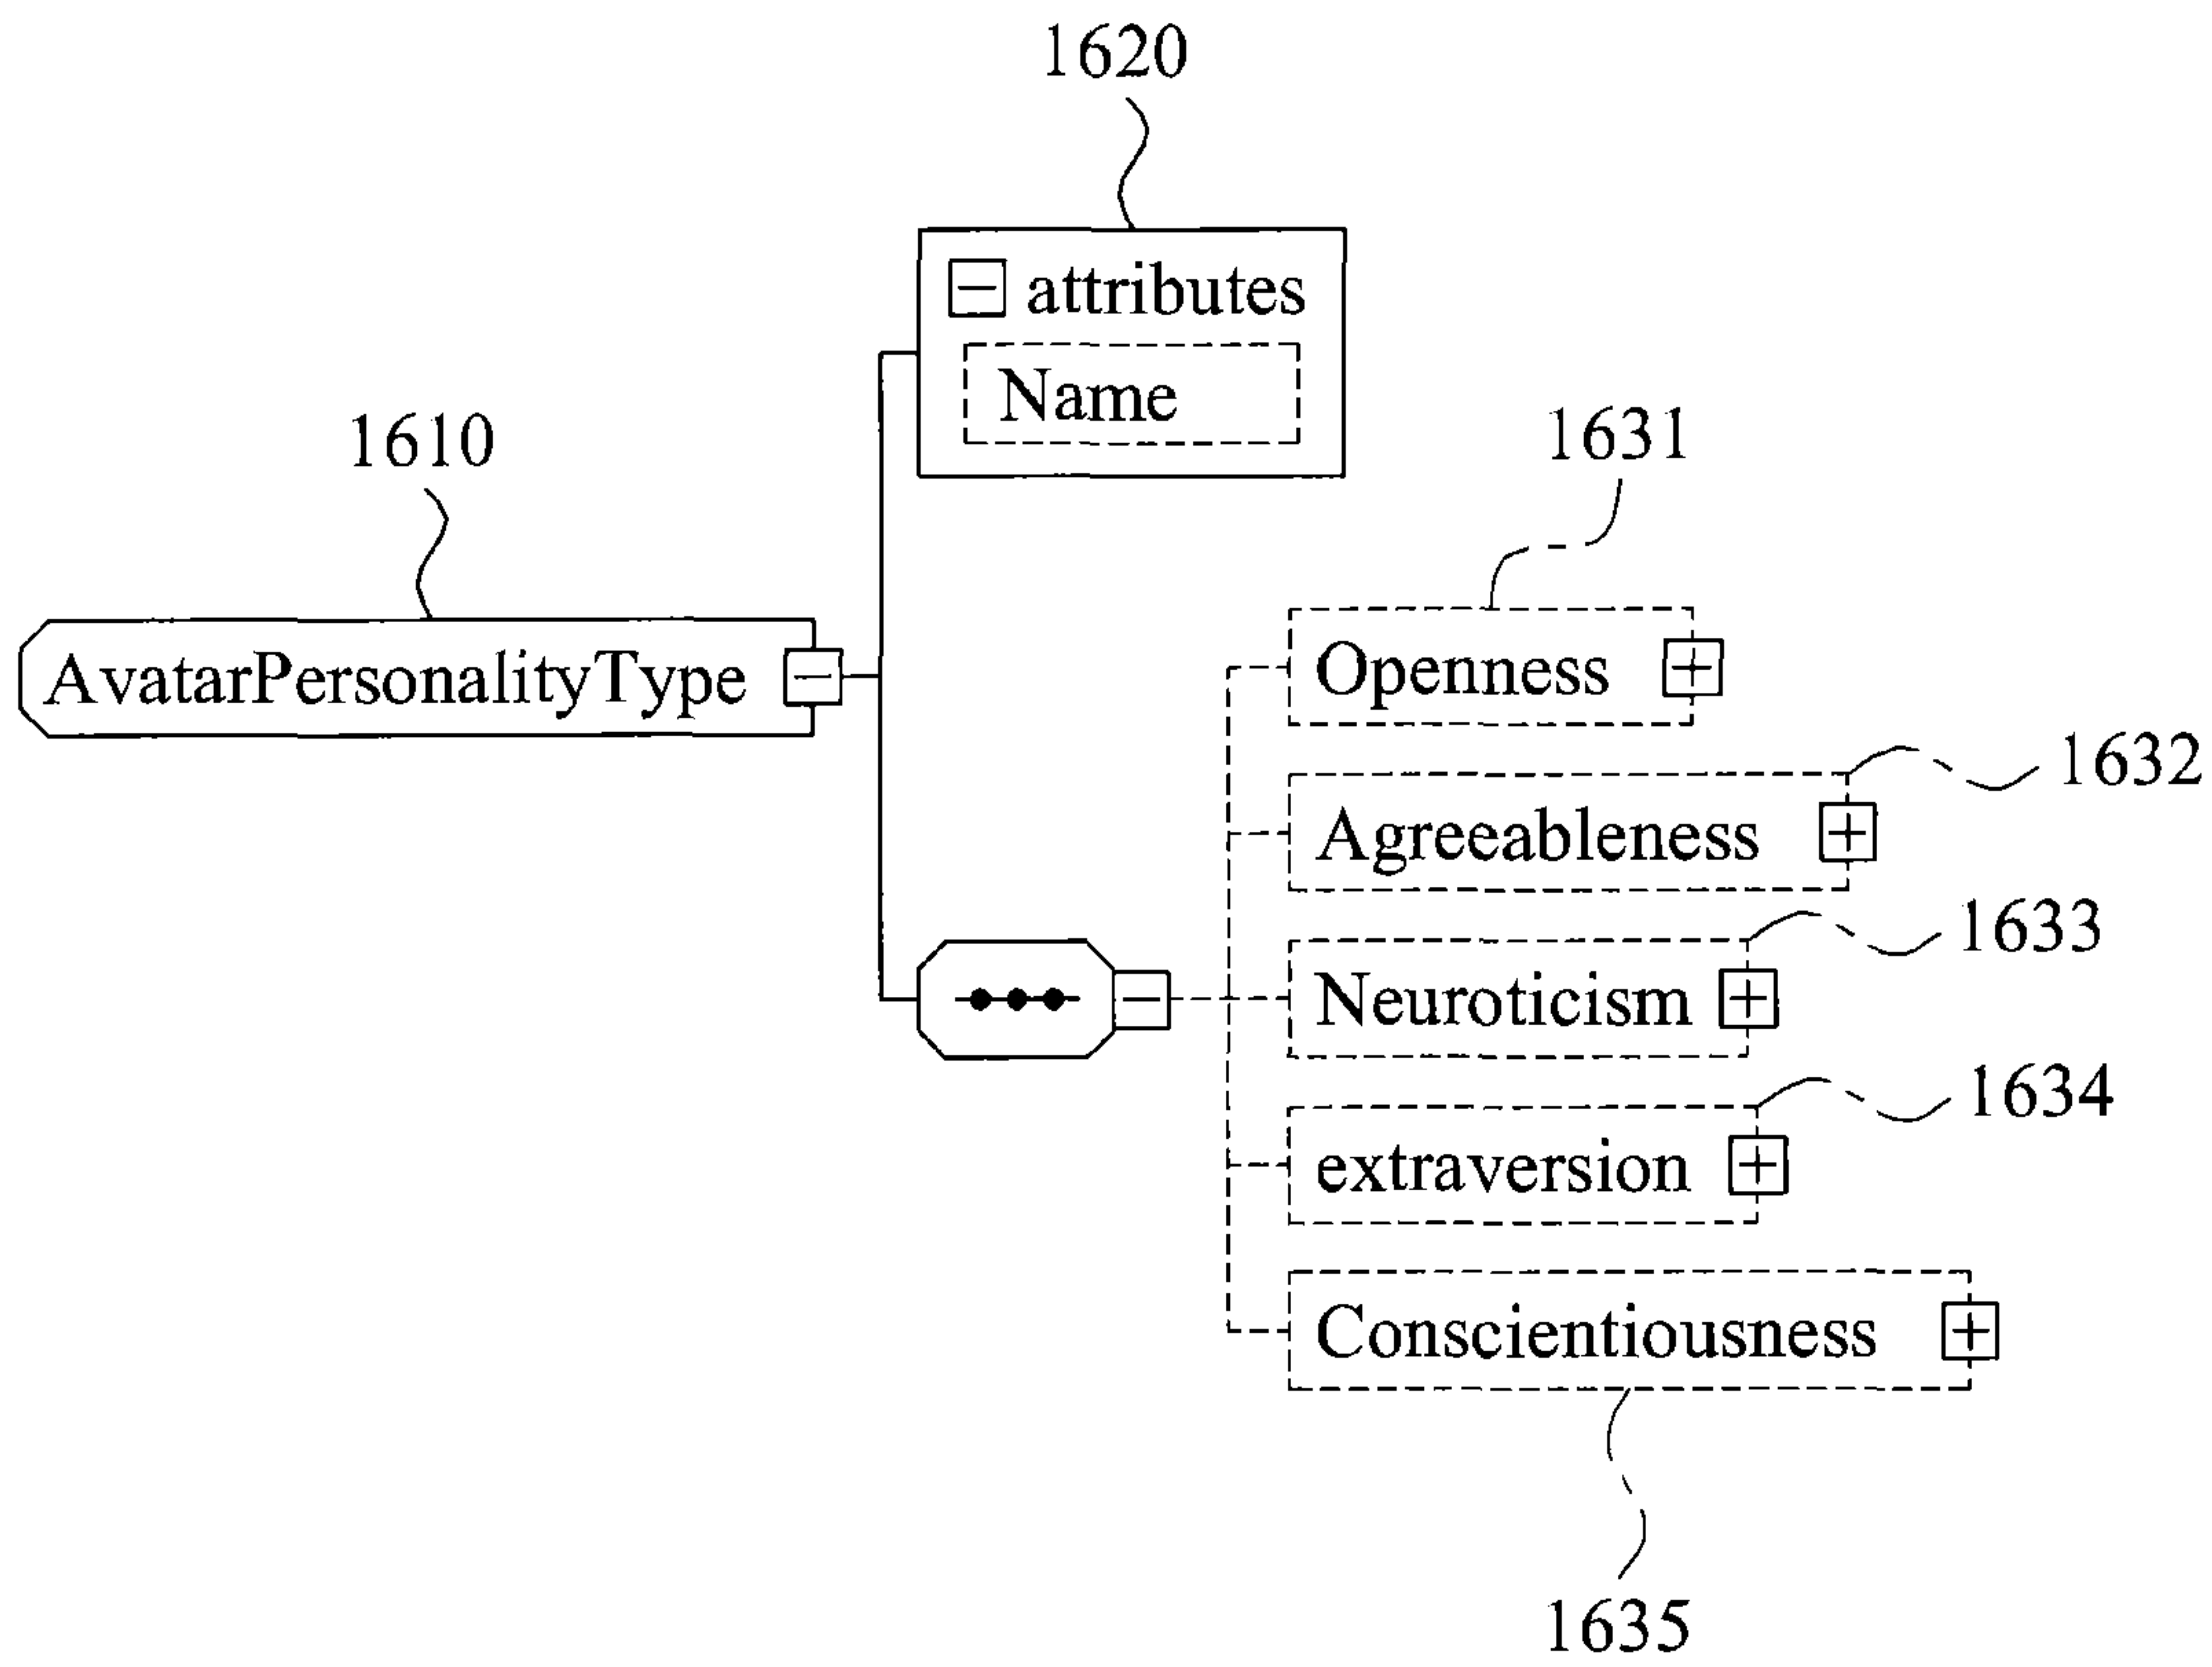 1620
attributes
Name
1610
1631
AvatarPersonalityType
Openness
1632
Agreeableness
1633
Neuroticism
1634
extraversion
Conscientiousness
1635